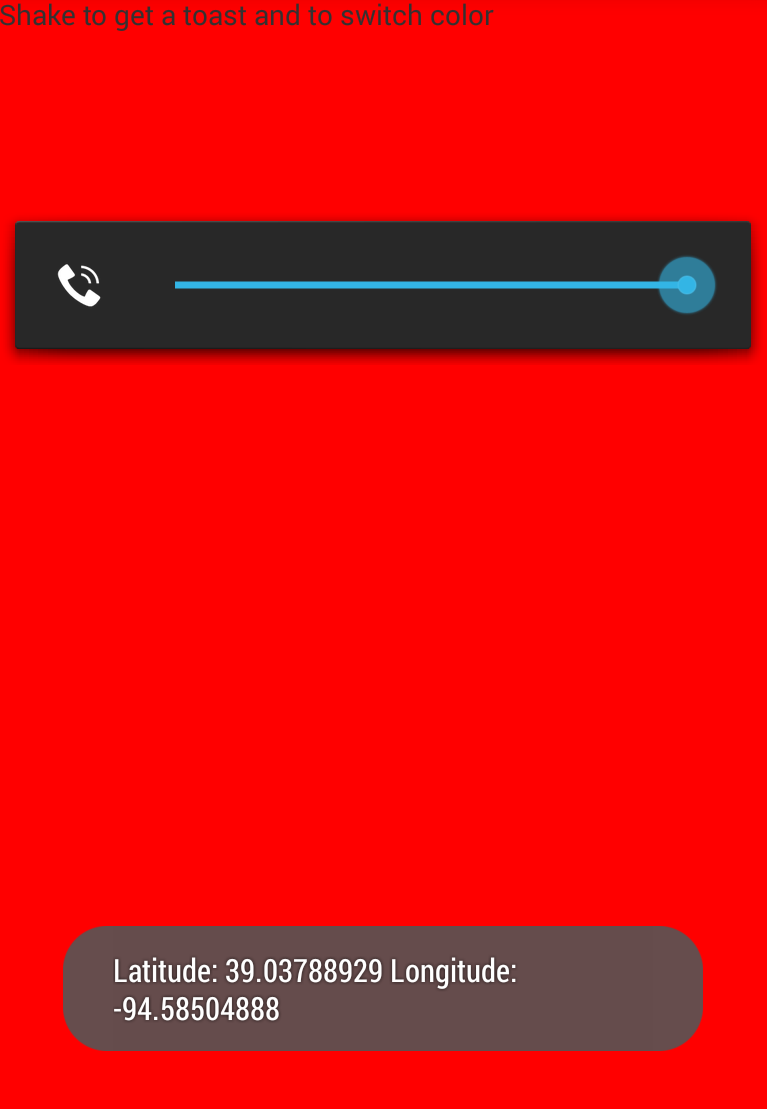 Shake to get a toast and to switch color
Latitude: 39.03788929 Longitude:
-94.58504888